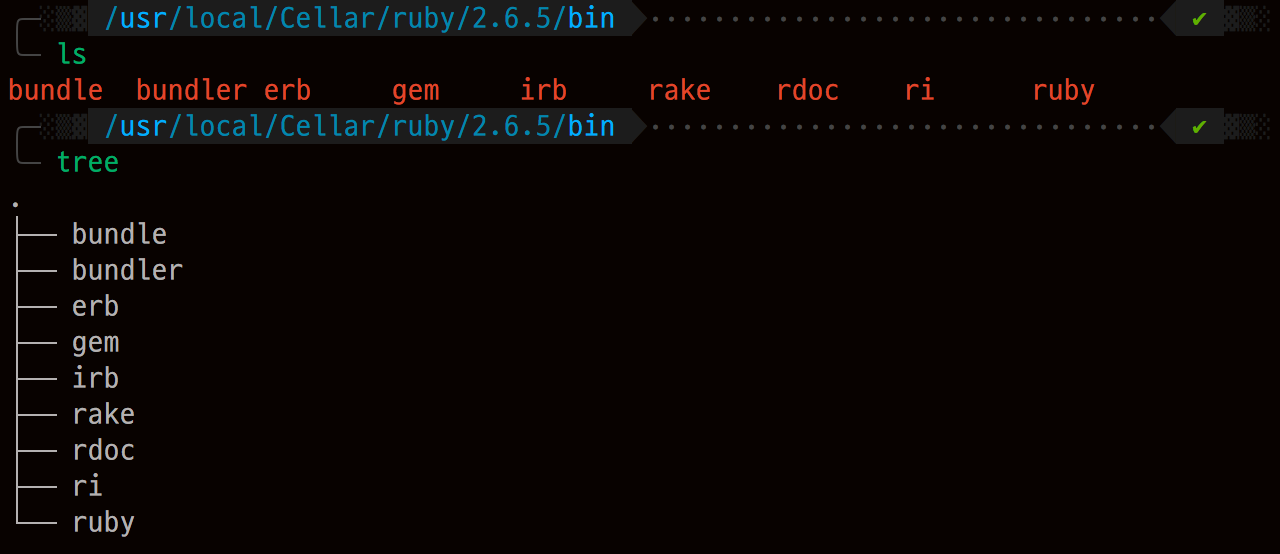 /usr/local/Cellar/ruby/2.6.5/bin ✔
ls
bundle bundler erb gem irb rake rdoc ri ruby
/usr/local/Cellar/ruby/2.6.5/bin ✔
tree
.
├── bundle
├── bundler
├── erb
├── gem
├── irb
├── rake
├── rdoc
├── ri
└── ruby